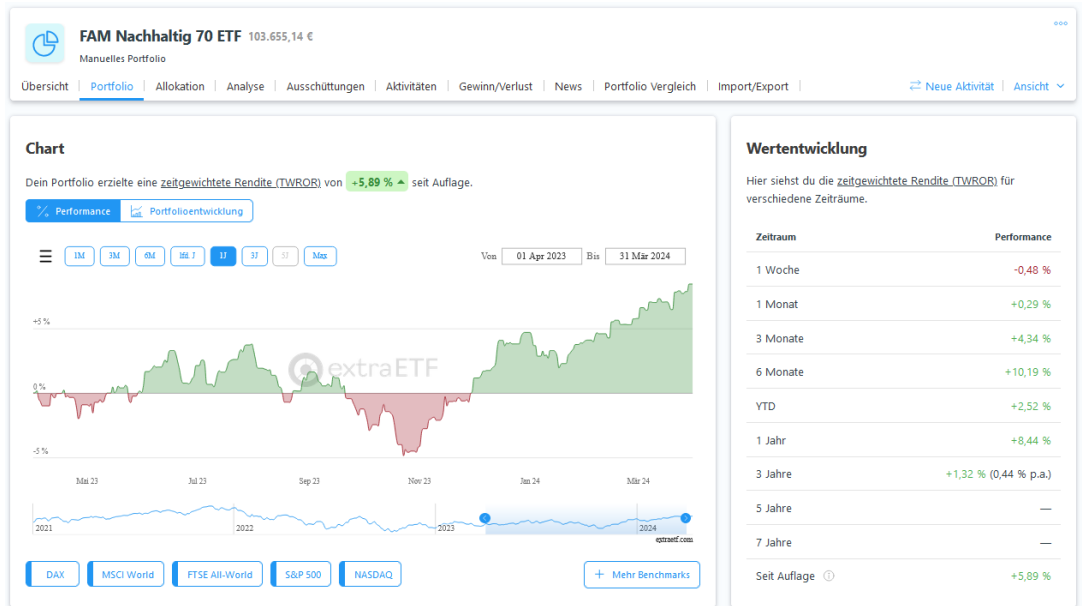 FAM Nachhaltig 70 ETF 103.655,14 €
Manuelles Portfolio
Übersicht Portfolio Allokation Analyse Ausschüttungen Aktivitäten Gewinn/Verlust News Portfolio Vergleich Import/Export Neue Aktivität Ansicht
Chart
Dein Portfolio erzielte eine zeitgewichtete Rendite (TWROR) von +5,89 % seit Auflage.
Performance Portfolioentwicklung
1M 3M 6M lfd. J 1J 3J 5J Max Von 01 Apr 2023 Bis 31 Mär 2024
+5 %
0 %
-5 %
extraETF
Mai 23 Jul 23 Sep 23 Nov 23 Jan 24 Mär 24
2021 2022 2023 2024
extraetf.com
DAX MSCI World FTSE All-World S&P 500 NASDAQ + Mehr Benchmarks
Wertentwicklung
Hier siehst du die zeitgewichtete Rendite (TWROR) für
verschiedene Zeiträume.
Zeitraum Performance
1 Woche -0,48 %
1 Monat +0,29 %
3 Monate +4,34 %
6 Monate +10,19 %
YTD +2,52 %
1 Jahr +8,44 %
3 Jahre +1,32 % (0,44 % p.a.)
5 Jahre —
7 Jahre —
Seit Auflage +5,89 %